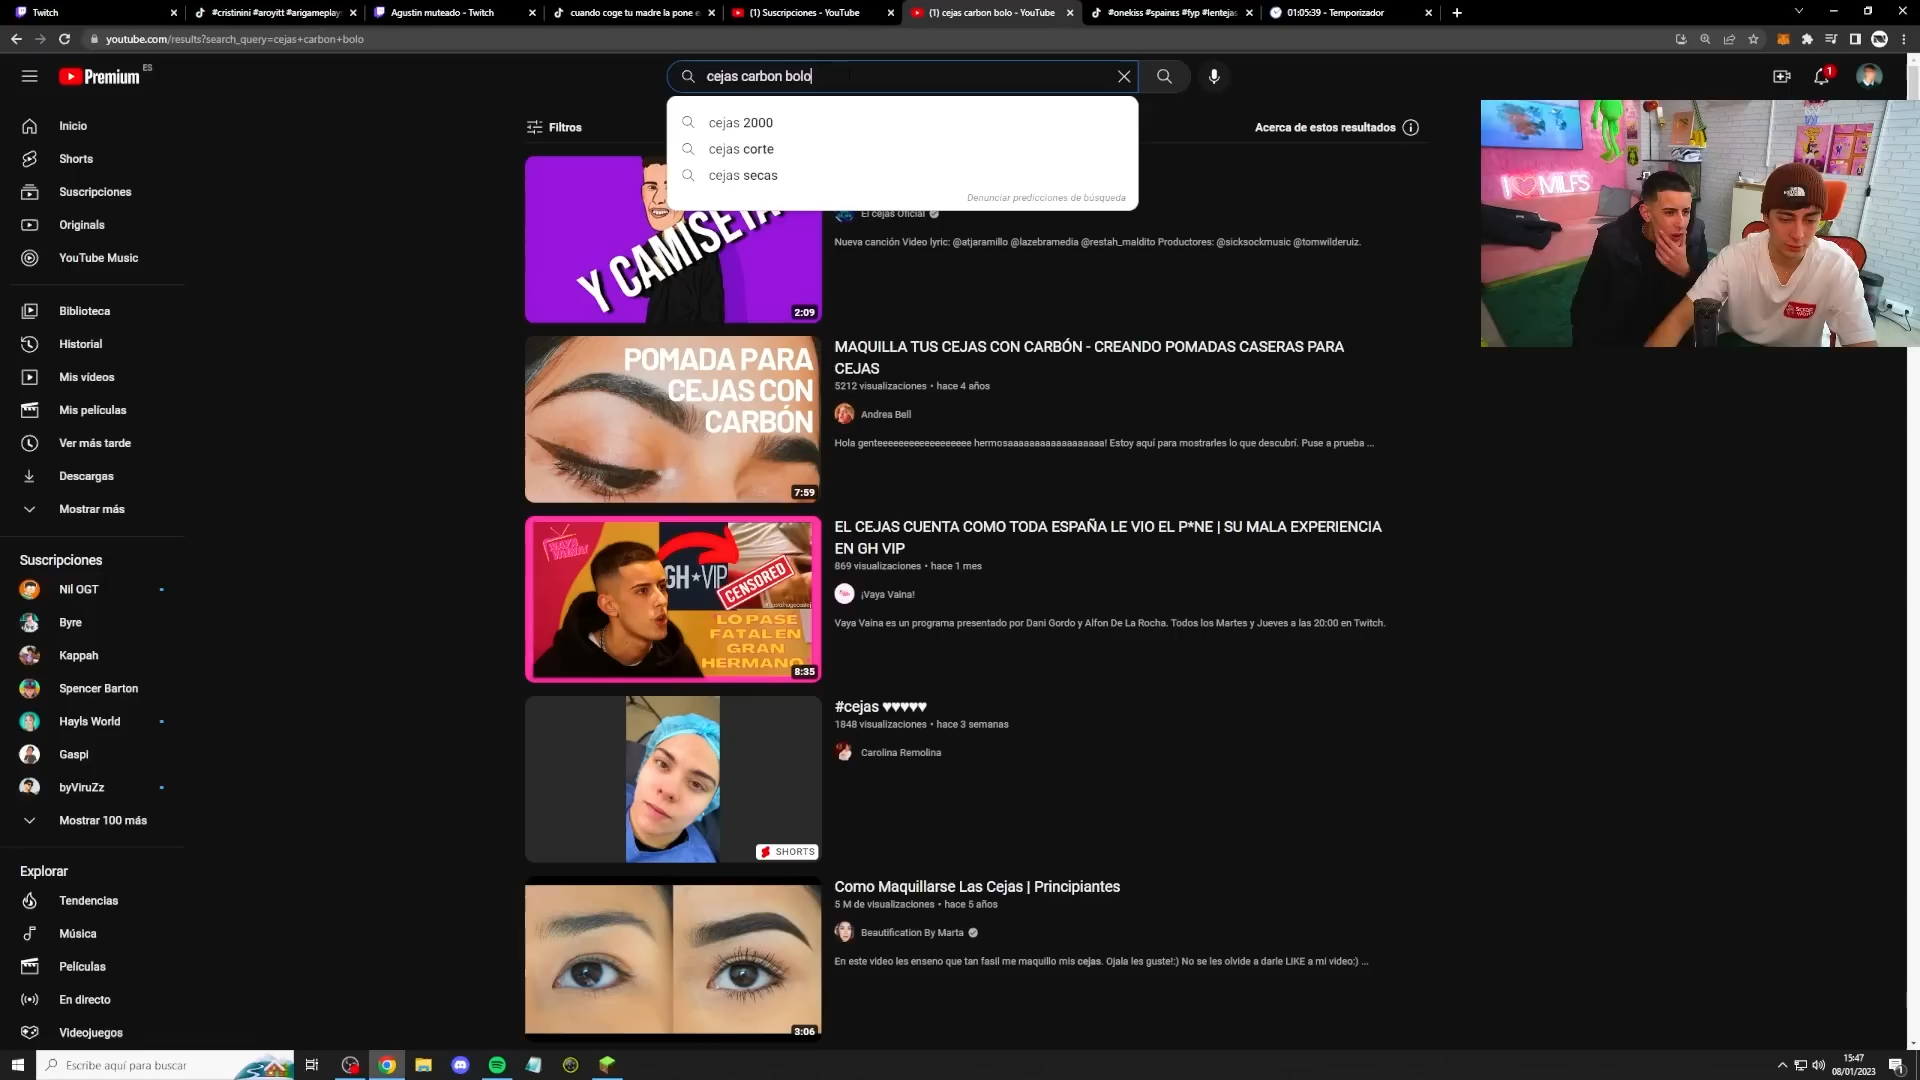 Twitch
#cristinini #aroyitt #arigameplays
Agustin muteado - Twitch
cuando coge tu madre la pone e
(1) Suscripciones - YouTube
(1) cejas carbon bolo - YouTube
#onekiss #spainᴇs #fyp #lentejas
01:05:39 - Temporizador
youtube.com/results?search_query=cejas+carbon+bolo
Premium ES
cejas carbon bolo
1
cejas 2000
cejas corte
cejas secas
Denunciar predicciones de búsqueda
Filtros
Acerca de estos resultados
Inicio
Shorts
Suscripciones
Originals
YouTube Music
Biblioteca
Historial
Mis vídeos
Mis películas
Ver más tarde
Descargas
Mostrar más
Suscripciones
Nil OGT
Byre
Kappah
Spencer Barton
Hayls World
Gaspi
byViruZz
Mostrar 100 más
Explorar
Tendencias
Música
Películas
En directo
Videojuegos
Y CAMISETA
2:09
El cejas Oficial
Nueva canción Video lyric: @atjaramillo @lazebramedia @restah_maldito Productores: @sicksockmusic @tomwilderuiz.
POMADA PARA
CEJAS CON
CARBÓN
7:59
MAQUILLA TUS CEJAS CON CARBÓN - CREANDO POMADAS CASERAS PARA
CEJAS
5212 visualizaciones • hace 4 años
Andrea Bell
Hola genteeeeeeeeeeeeeeeee hermosaaaaaaaaaaaaaaaaaa! Estoy aquí para mostrarles lo que descubrí. Puse a prueba ...
VAYA
VAINA!
GH★VIP
CENSORED
LO PASE
FATAL EN
GRAN
HERMANO
8:35
EL CEJAS CUENTA COMO TODA ESPAÑA LE VIO EL P*NE | SU MALA EXPERIENCIA
EN GH VIP
869 visualizaciones • hace 1 mes
¡Vaya Vaina!
Vaya Vaina es un programa presentado por Dani Gordo y Alfon De La Rocha. Todos los Martes y Jueves a las 20:00 en Twitch.
SHORTS
#cejas ♥♥♥♥♥
1848 visualizaciones • hace 3 semanas
Carolina Remolina
3:06
Como Maquillarse Las Cejas | Principiantes
5 M de visualizaciones • hace 5 años
Beautification By Marta
En este video les enseno que tan fasil me maquillo mis cejas. Ojala les guste!:) No se les olvide a darle LIKE a mi video:) ...
I ♥ MILFS
THE NORTH FACE
Escribe aquí para buscar
15:47
08/01/2023
1